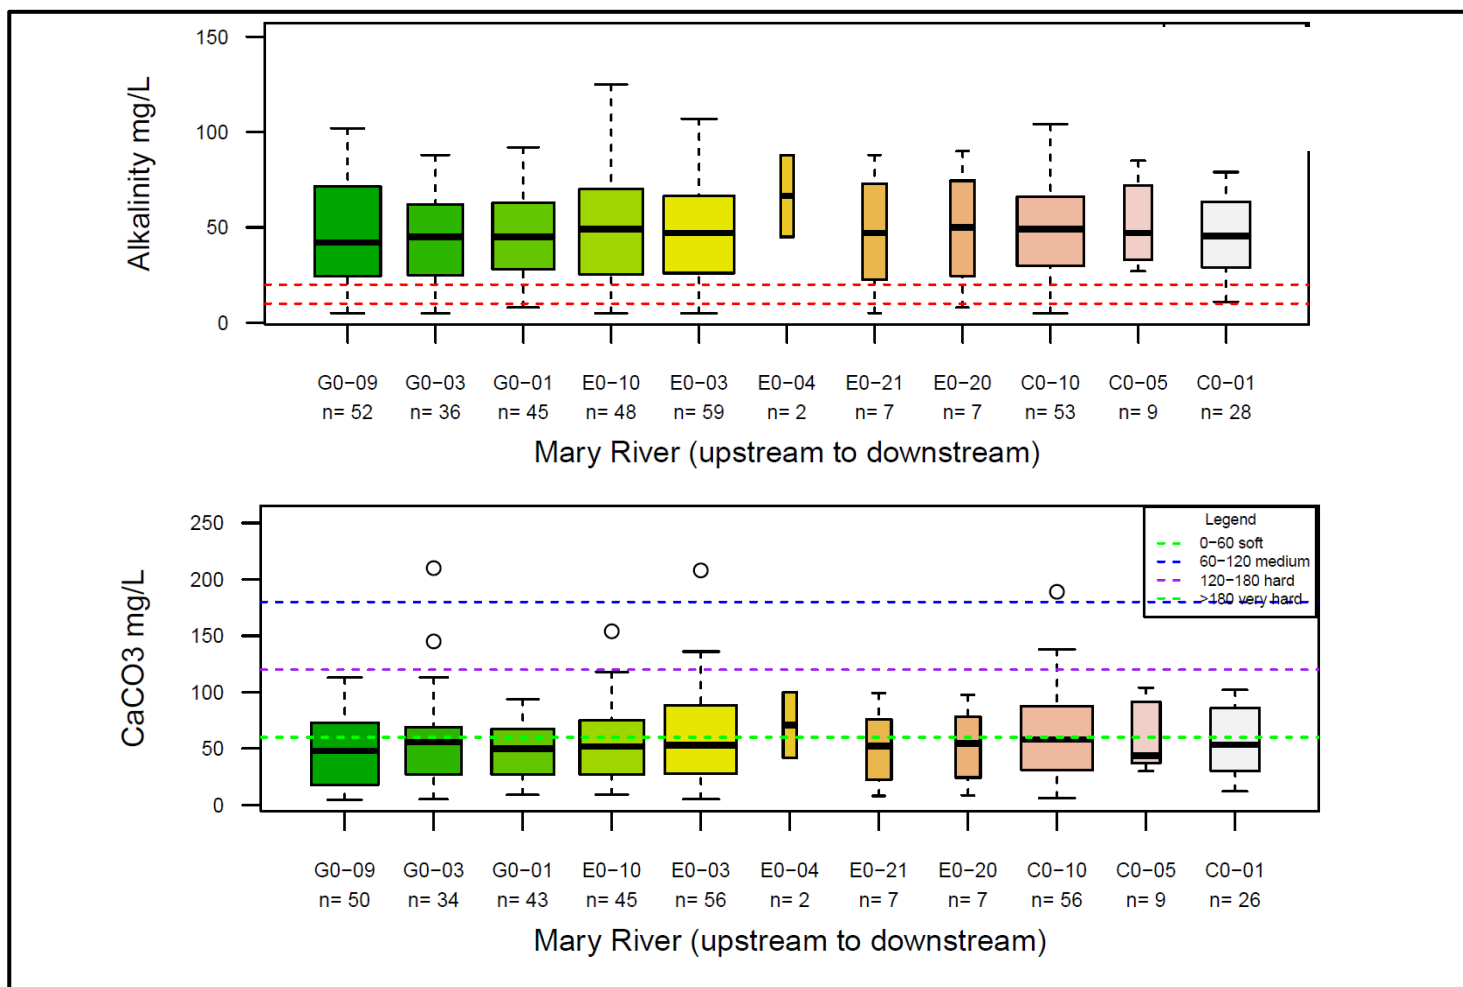 150
100
50
0
Alkalinity mg/L
G0−09 G0−03 G0−01 E0−10 E0−03 E0−04 E0−21 E0−20 C0−10 C0−05 C0−01
n= 52 n= 36 n= 45 n= 48 n= 59 n= 2 n= 7 n= 7 n= 53 n= 9 n= 28
Mary River (upstream to downstream)
250
200
150
100
50
0
CaCO3 mg/L
Legend
0−60 soft
60−120 medium
120−180 hard
>180 very hard
G0−09 G0−03 G0−01 E0−10 E0−03 E0−04 E0−21 E0−20 C0−10 C0−05 C0−01
n= 50 n= 34 n= 43 n= 45 n= 56 n= 2 n= 7 n= 7 n= 56 n= 9 n= 26
Mary River (upstream to downstream)